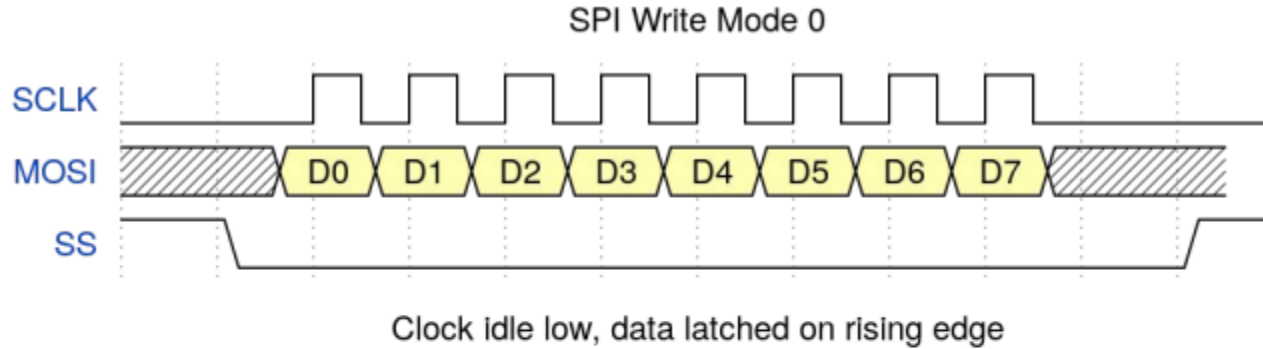 SPI Write Mode 0
SCLK
MOSI D0 D1 D2 D3 D4 D5 D6 D7
SS
Clock idle low, data latched on rising edge